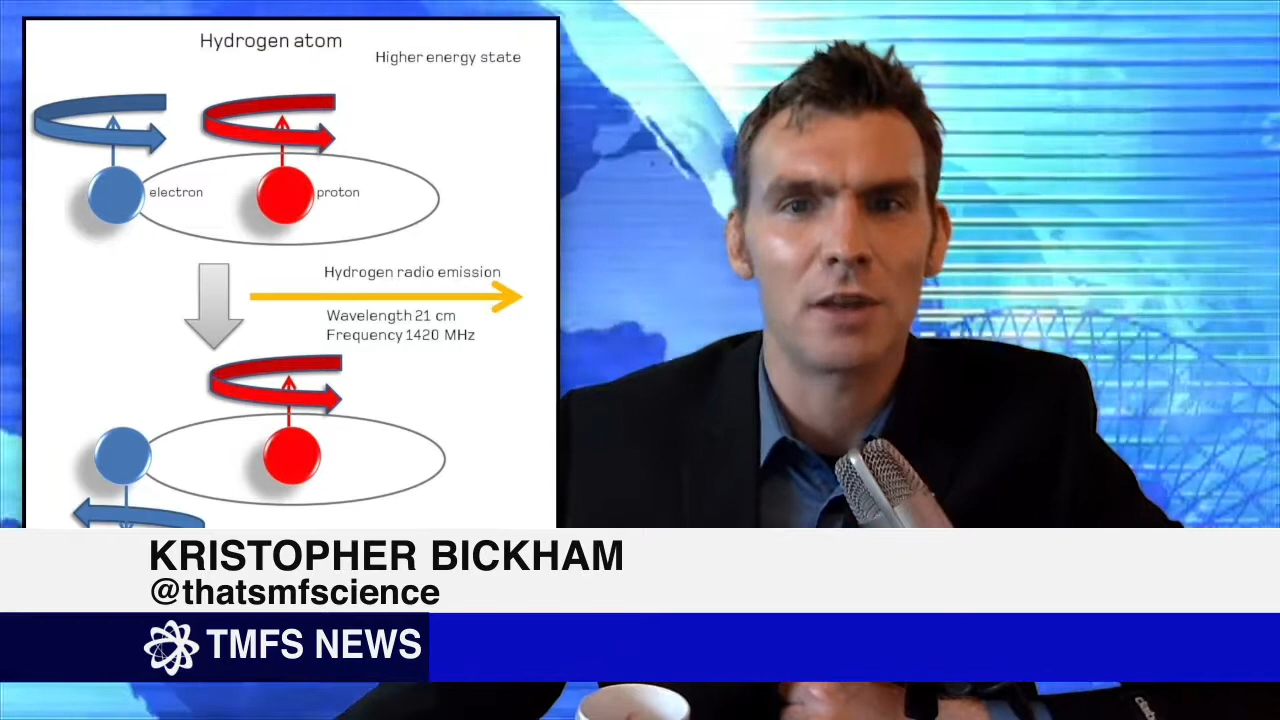 Hydrogen atom
Higher energy state
electron
proton
Hydrogen radio emission
Wavelength 21 cm
Frequency 1420 MHz
KRISTOPHER BICKHAM
@thatsmfscience
TMFS NEWS